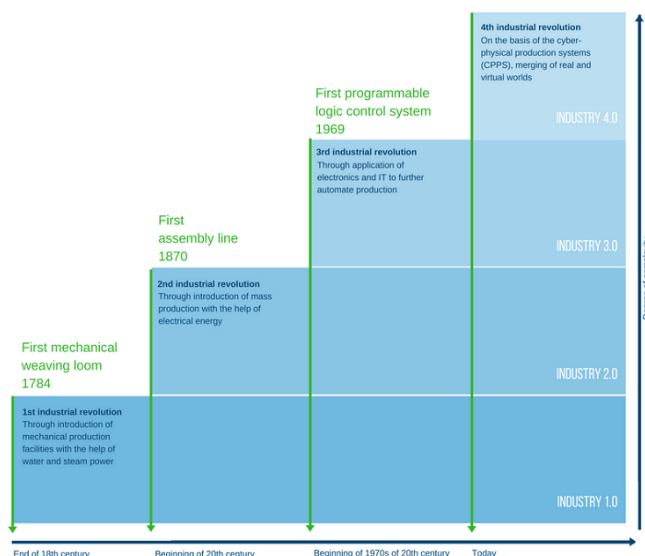 4th industrial revolution
On the basis of the cyber-
physical production systems
(CPPS), merging of real and
virtual worlds
INDUSTRY 4.0
First programmable
logic control system
1969
3rd industrial revolution
Through application of
electronics and IT to further
automate production
INDUSTRY 3.0
First
assembly line
1870
2nd industrial revolution
Through introduction of mass
production with the help of
electrical energy
INDUSTRY 2.0
First mechanical
weaving loom
1784
1st industrial revolution
Through introduction of
mechanical production
facilities with the help of
water and steam power
INDUSTRY 1.0
End of 18th century
Beginning of 20th century
Beginning of 1970s of 20th century
Today